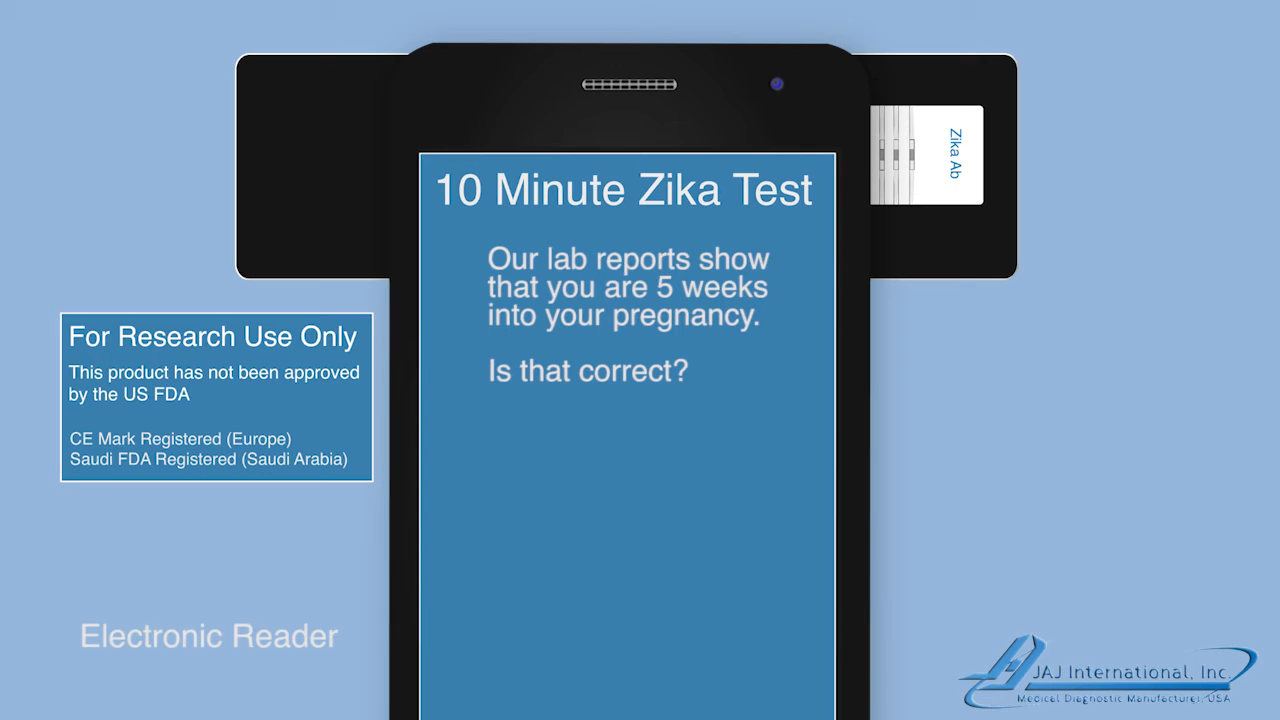 10 Minute Zika Test
Our lab reports show
that you are 5 weeks
into your pregnancy.
Is that correct?
Zika Ab
For Research Use Only
This product has not been approved
by the US FDA
CE Mark Registered (Europe)
Saudi FDA Registered (Saudi Arabia)
Electronic Reader
JAJ International, Inc.
Medical Diagnostic Manufacturer, USA